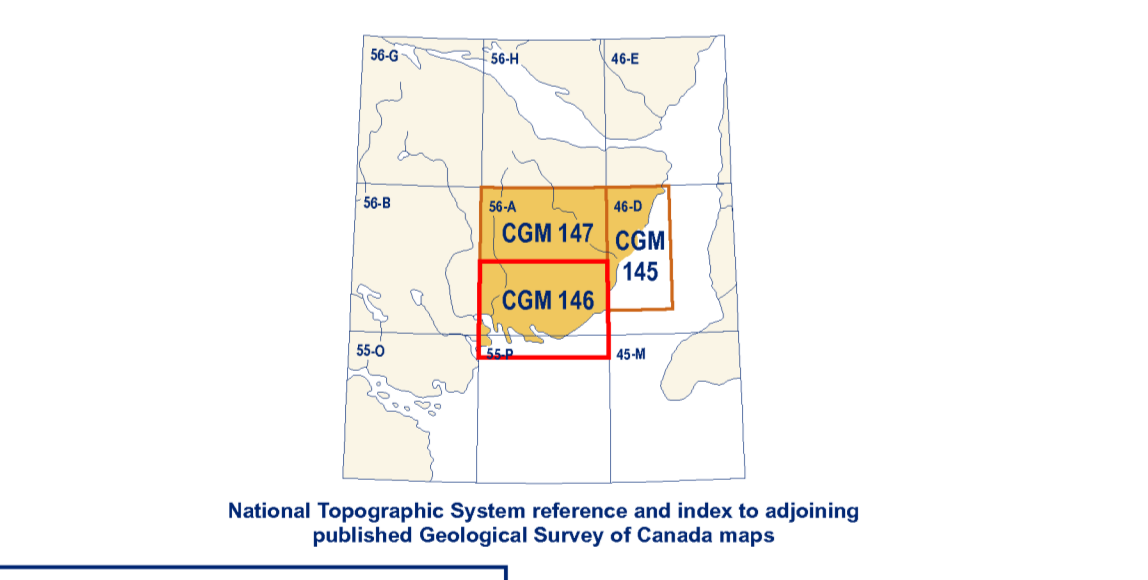 56-G
56-H
46-E
56-B
56-A
46-D
CGM 147
CGM
145
CGM 146
55-O
55-P
45-M
National Topographic System reference and index to adjoining
published Geological Survey of Canada maps